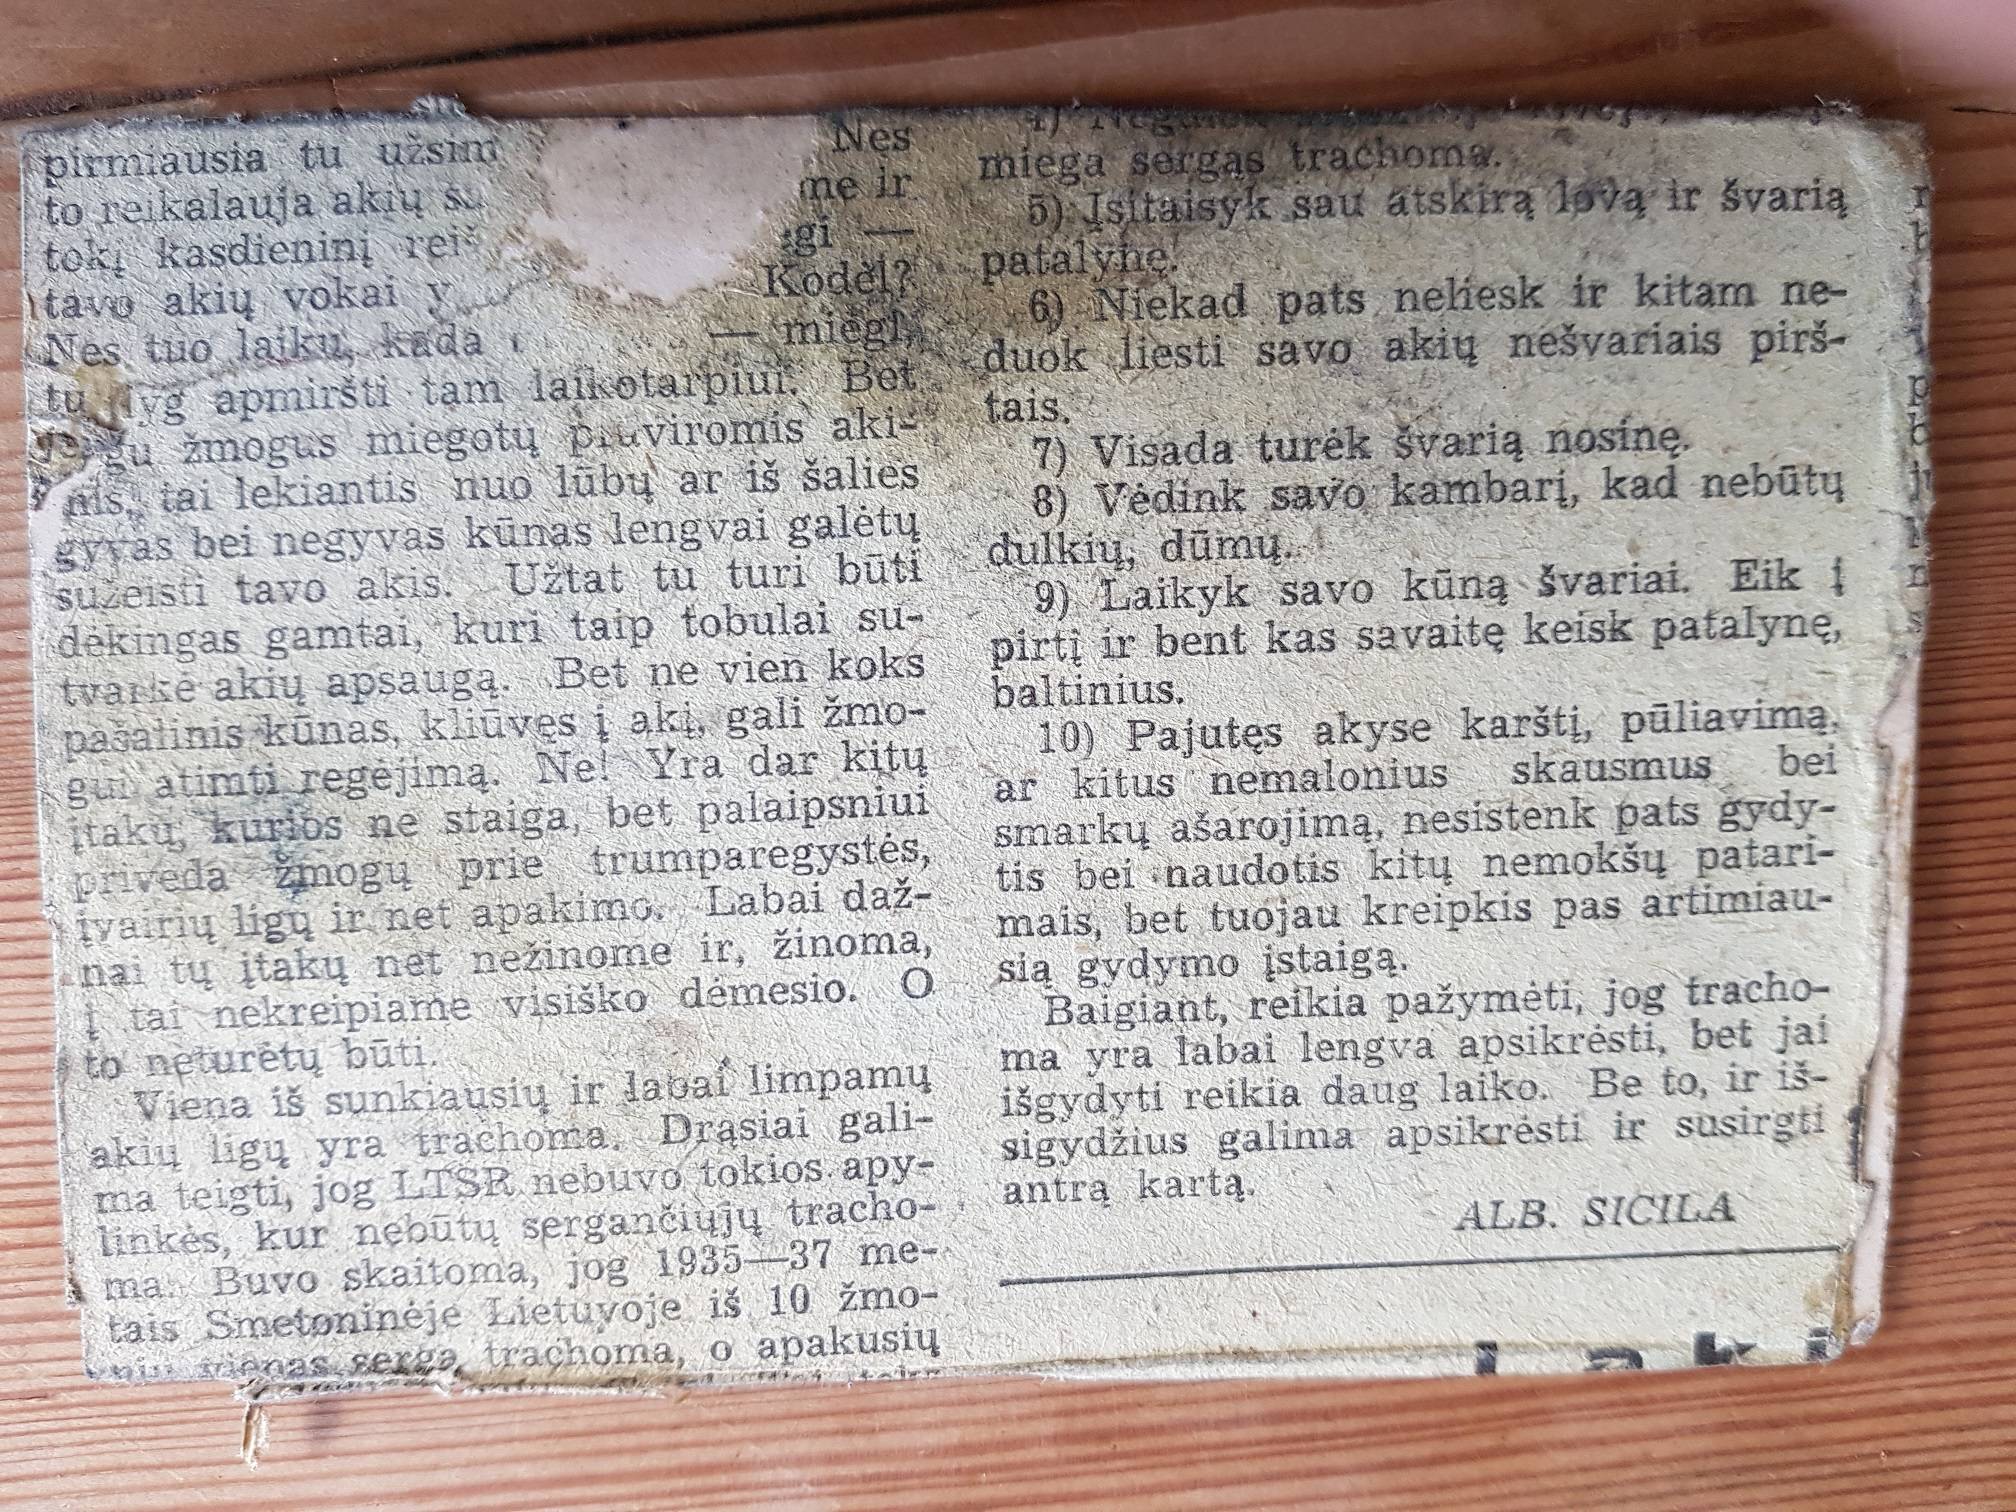 pirmiausia tu užsim
Nes
to reikalauja akių
me ir
tokį kasdieninį
gi —
tavo akių vokai
Kodėl?
Nes tuo laiku, kada
— miegi,
tu lyg apmiršti tam laikotarpiui. Bet
žmogus miegotų praviromis aki-
mis, tai lekiantis nuo lūbų ar iš šalies
gyvas bei negyvas kūnas lengvai galėtų
sužeisti tavo akis. Užtat tu turi būti
dėkingas gamtai, kuri taip tobulai su-
tvarkė akių apsaugą. Bet ne vien koks
pašalinis kūnas, kliūvęs į akį, gali žmo-
gui atimti regėjimą. Ne! Yra dar kitų
įtakų, kurios ne staiga, bet palaipsniui
priveda žmogų prie trumparegystės,
įvairių ligų ir net apakimo. Labai daž-
nai tų įtakų net nežinome ir, žinoma,
į tai nekreipiame visiško dėmesio. O
to neturėtų būti.
Viena iš sunkiausių ir labai limpamų
akių ligų yra trachoma. Drąsiai gali-
ma teigti, jog LTSR nebuvo tokios apy-
linkės, kur nebūtų sergančiųjų tracho-
ma. Buvo skaitoma, jog 1935—37 me-
tais Smetoninėje Lietuvoje iš 10 žmo-
nių vienas serga trachoma, o apakusių
miega sergąs trachoma.
5) Įsitaisyk sau atskirą lovą ir švarią
patalynę.
6) Niekad pats neliesk ir kitam ne-
duok liesti savo akių nešvariais pirš-
tais.
7) Visada turėk švarią nosinę.
8) Vėdink savo kambarį, kad nebūtų
dulkių, dūmų.
9) Laikyk savo kūną švariai. Eik į
pirtį ir bent kas savaitę keisk patalynę,
baltinius.
10) Pajutęs akyse karštį, pūliavimą,
ar kitus nemalonius skausmus bei
smarkų ašarojimą, nesistenk pats gydy-
tis bei naudotis kitų nemokšų patari-
mais, bet tuojau kreipkis pas artimiau-
sią gydymo įstaigą.
Baigiant, reikia pažymėti, jog tracho-
ma yra labai lengva apsikrėsti, bet jai
išgydyti reikia daug laiko. Be to, ir iš-
sigydžius galima apsikrėsti ir susirgti
antrą kartą.
ALB. SICILA